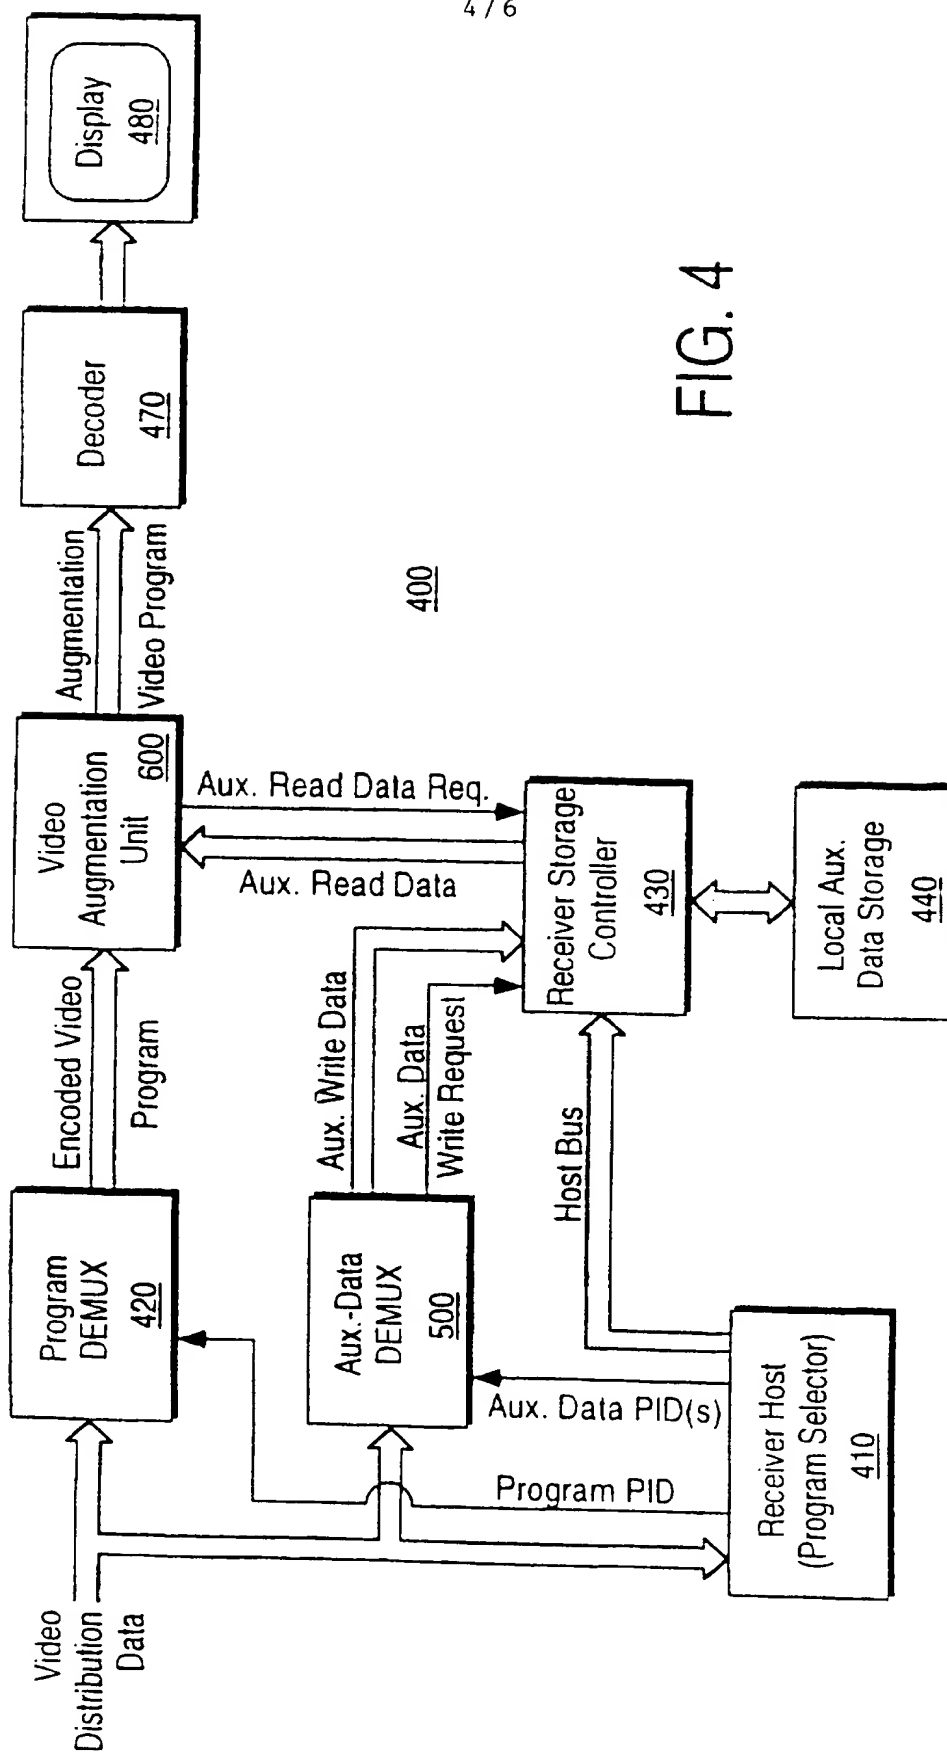 4/6
Video
Distribution
Data
Program
DEMUX
420
Encoded Video
Program
Video
Augmentation
Unit
600
Augmentation
Video Program
Decoder
470
Display
480
Aux. Read Data Req.
Aux. Read Data
Aux.-Data
DEMUX
500
Aux. Write Data
Aux. Data
Write Request
Receiver Storage
Controller
430
400
Local Aux.
Data Storage
440
Host Bus
Aux. Data PID(s)
Program PID
Receiver Host
(Program Selector)
410
FIG. 4